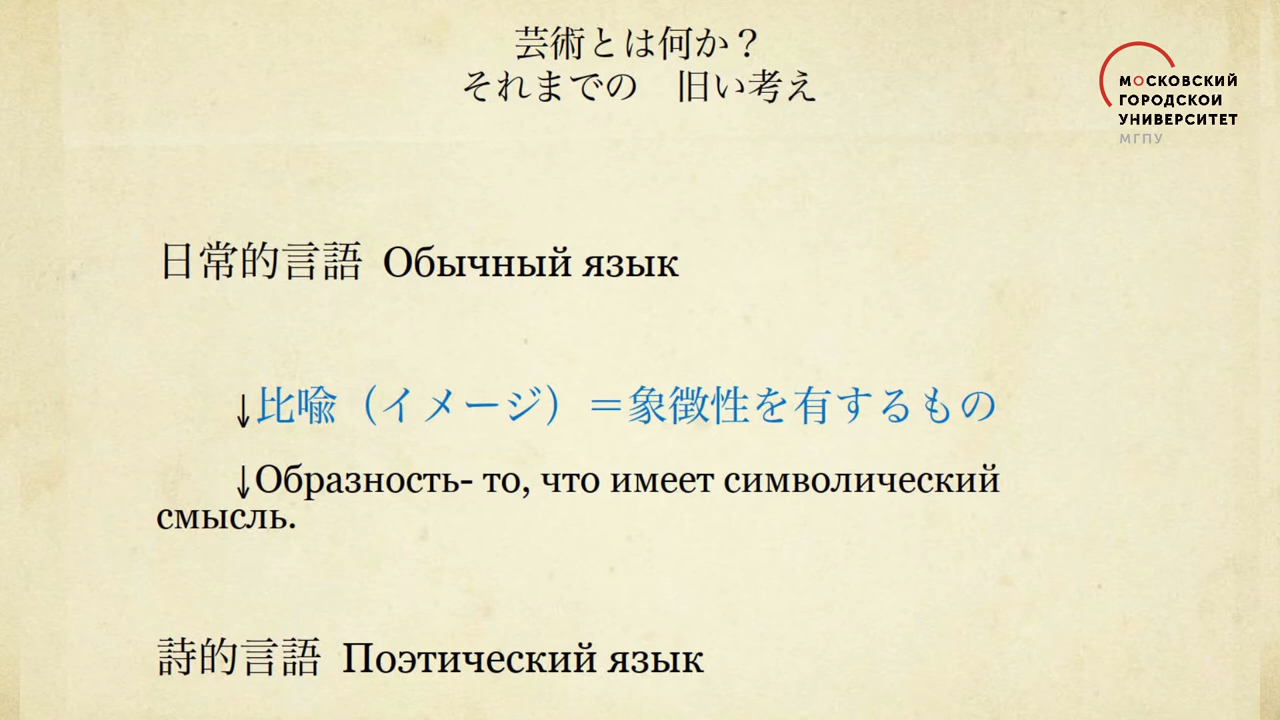 芸術とは何か？
それまでの　旧い考え
МОСКОВСКИЙ
ГОРОДСКОЙ
УНИВЕРСИТЕТ
МГПУ
日常的言語 Обычный язык
↓比喩（イメージ）＝象徴性を有するもの
↓Образность- то, что имеет символический
смысль.
詩的言語 Поэтический язык